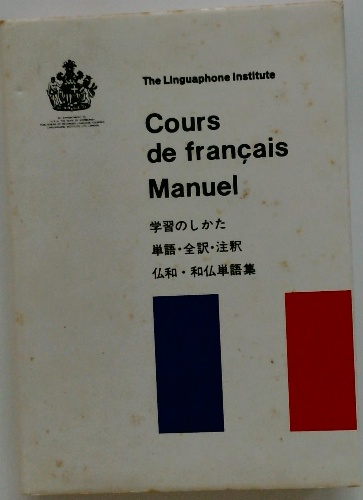 The Linguaphone Institute
Cours
de français
Manuel
学習のしかた
単語・全訳・注釈
仏和・和仏単語集